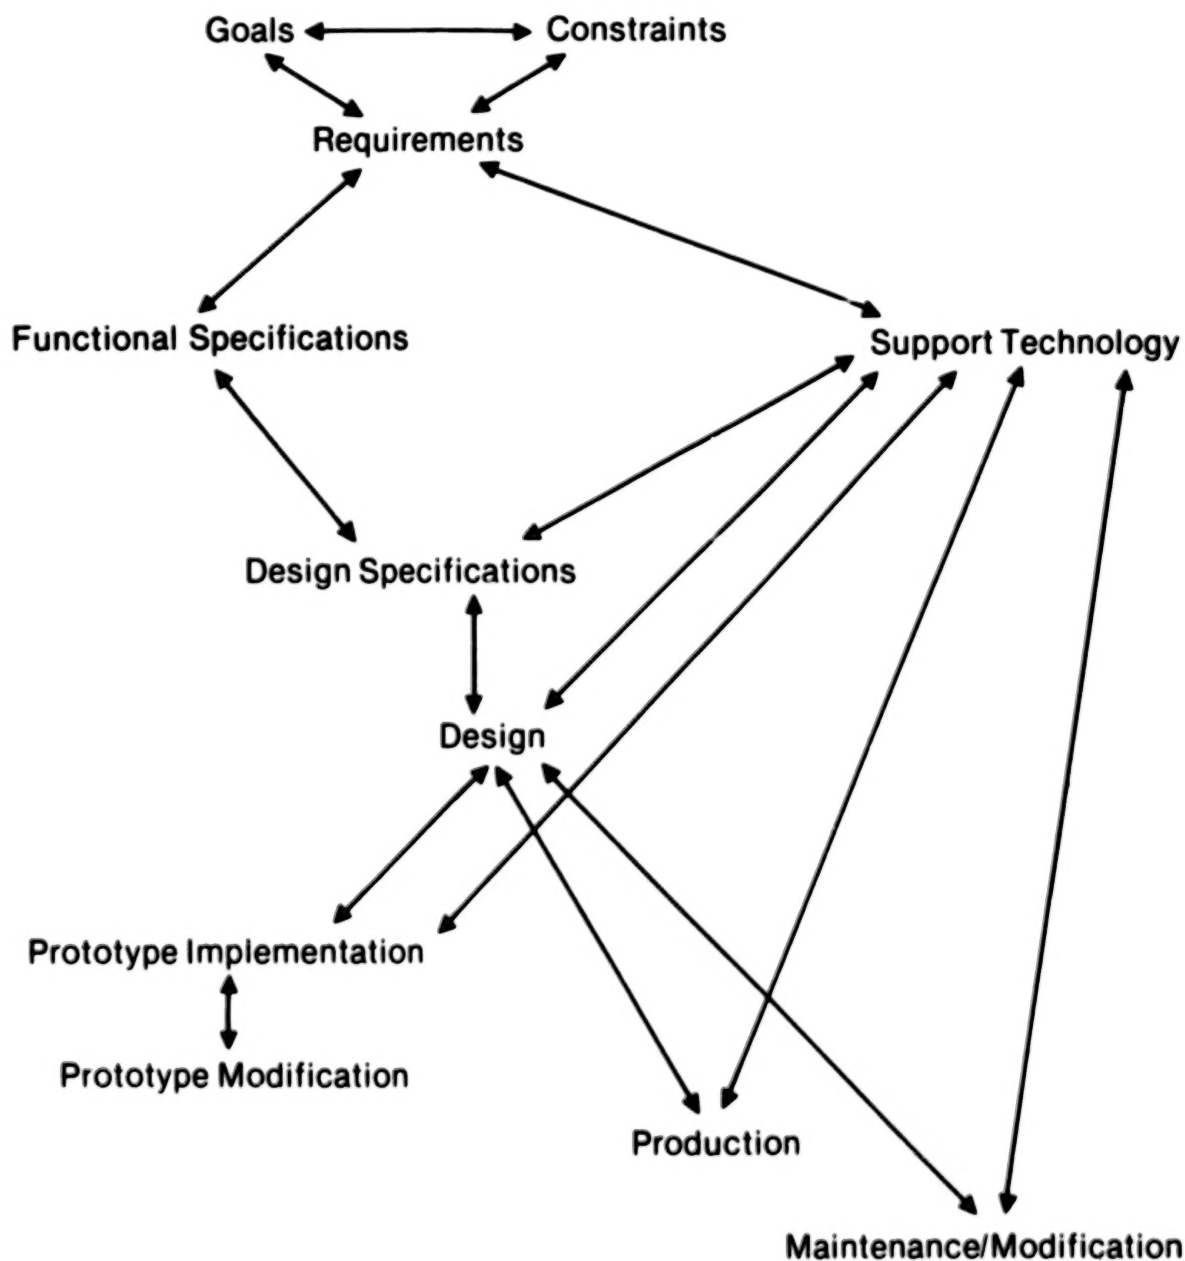 Goals
Constraints
Requirements
Functional Specifications
Support Technology
Design Specifications
Design
Prototype Implementation
Prototype Modification
Production
Maintenance/Modification